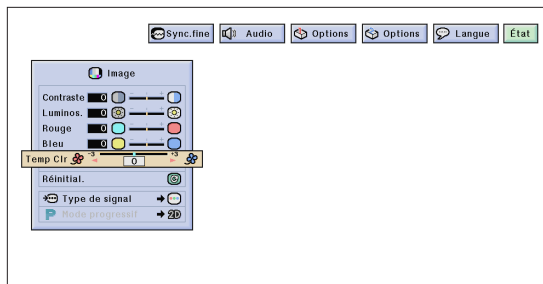 Sync.fine Audio Options Options Langue État
Image
Contraste 0
Luminos. 0
Rouge 0
Bleu 0
Temp Clr -3 0 +3
Réinitial.
Type de signal
P Mode progressif 2D